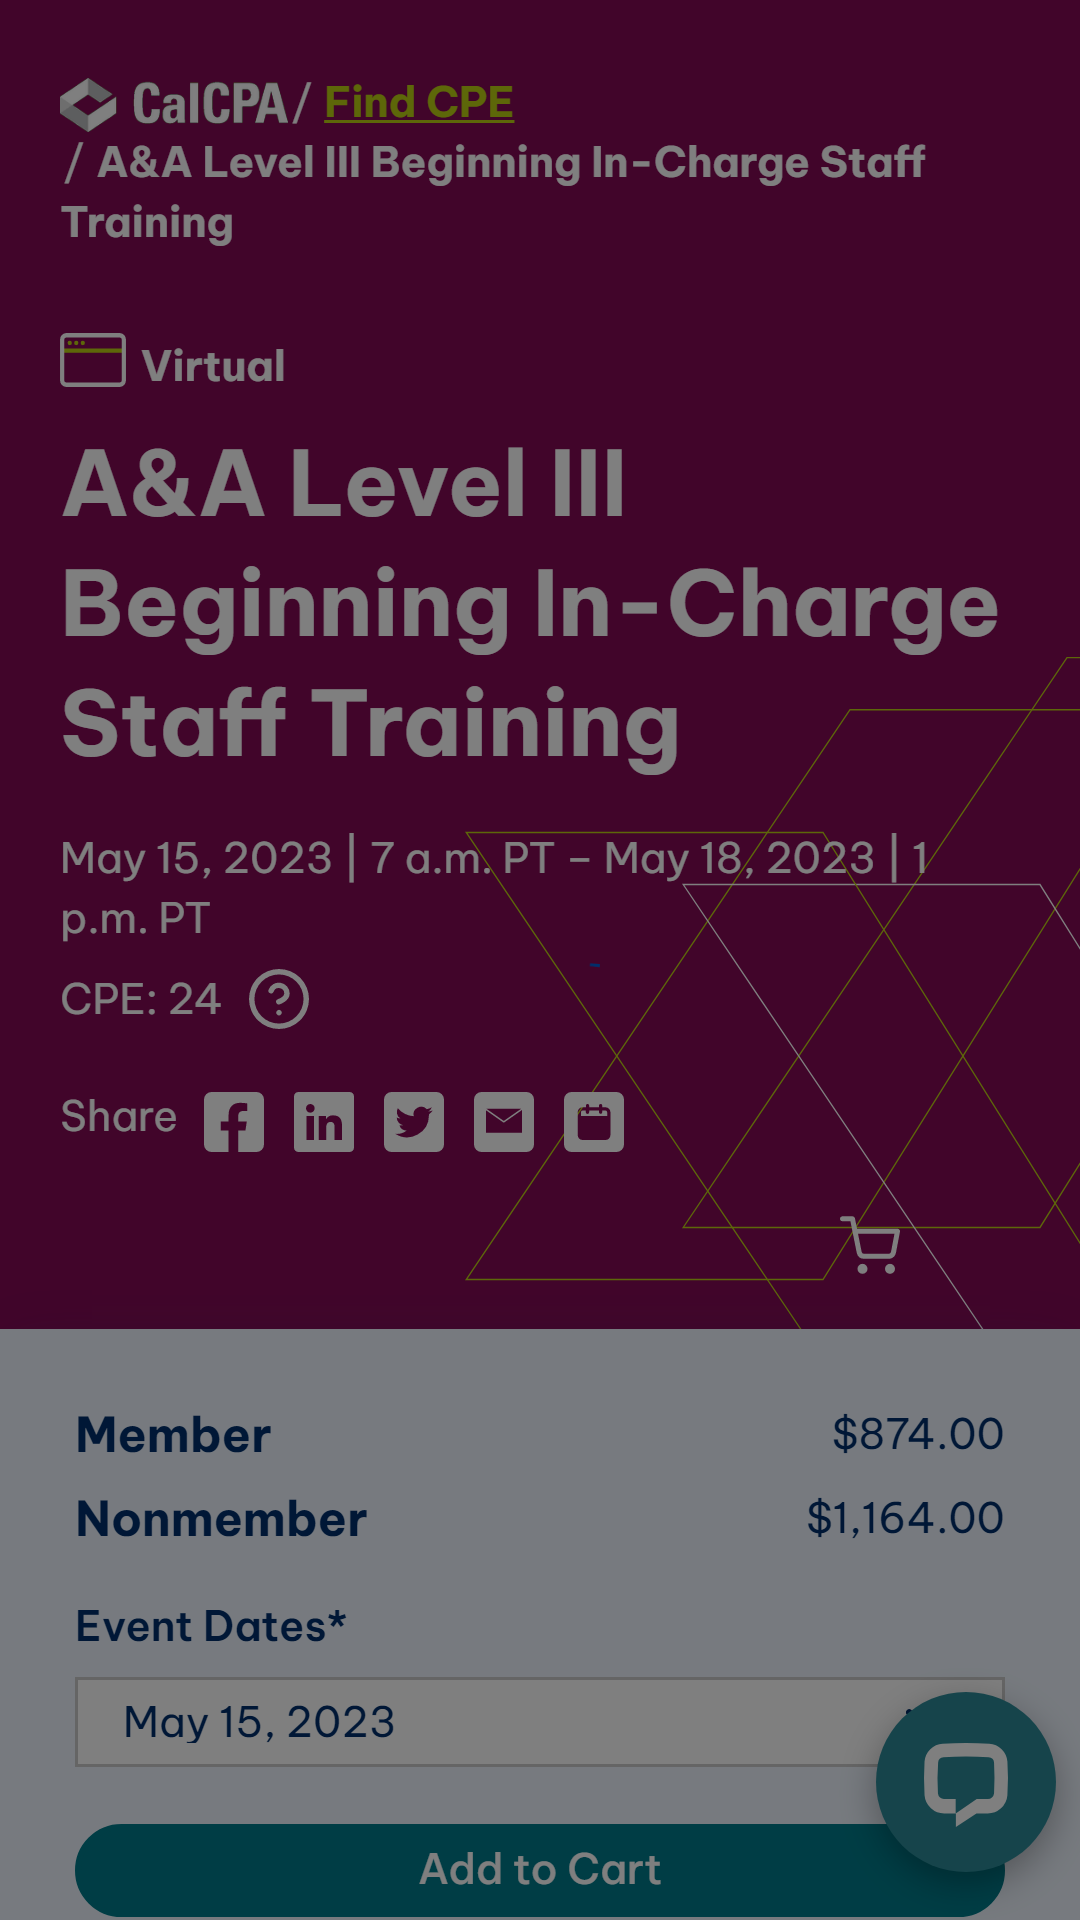 CalCPA / Find CPE
/ A&A Level III Beginning In-Charge Staff
Training
Virtual
A&A Level III
Beginning In-Charge
Staff Training
May 15, 2023 | 7 a.m. PT – May 18, 2023 | 1
p.m. PT
CPE: 24 ?
Share
Member $874.00
Nonmember $1,164.00
Event Dates*
May 15, 2023
Add to Cart